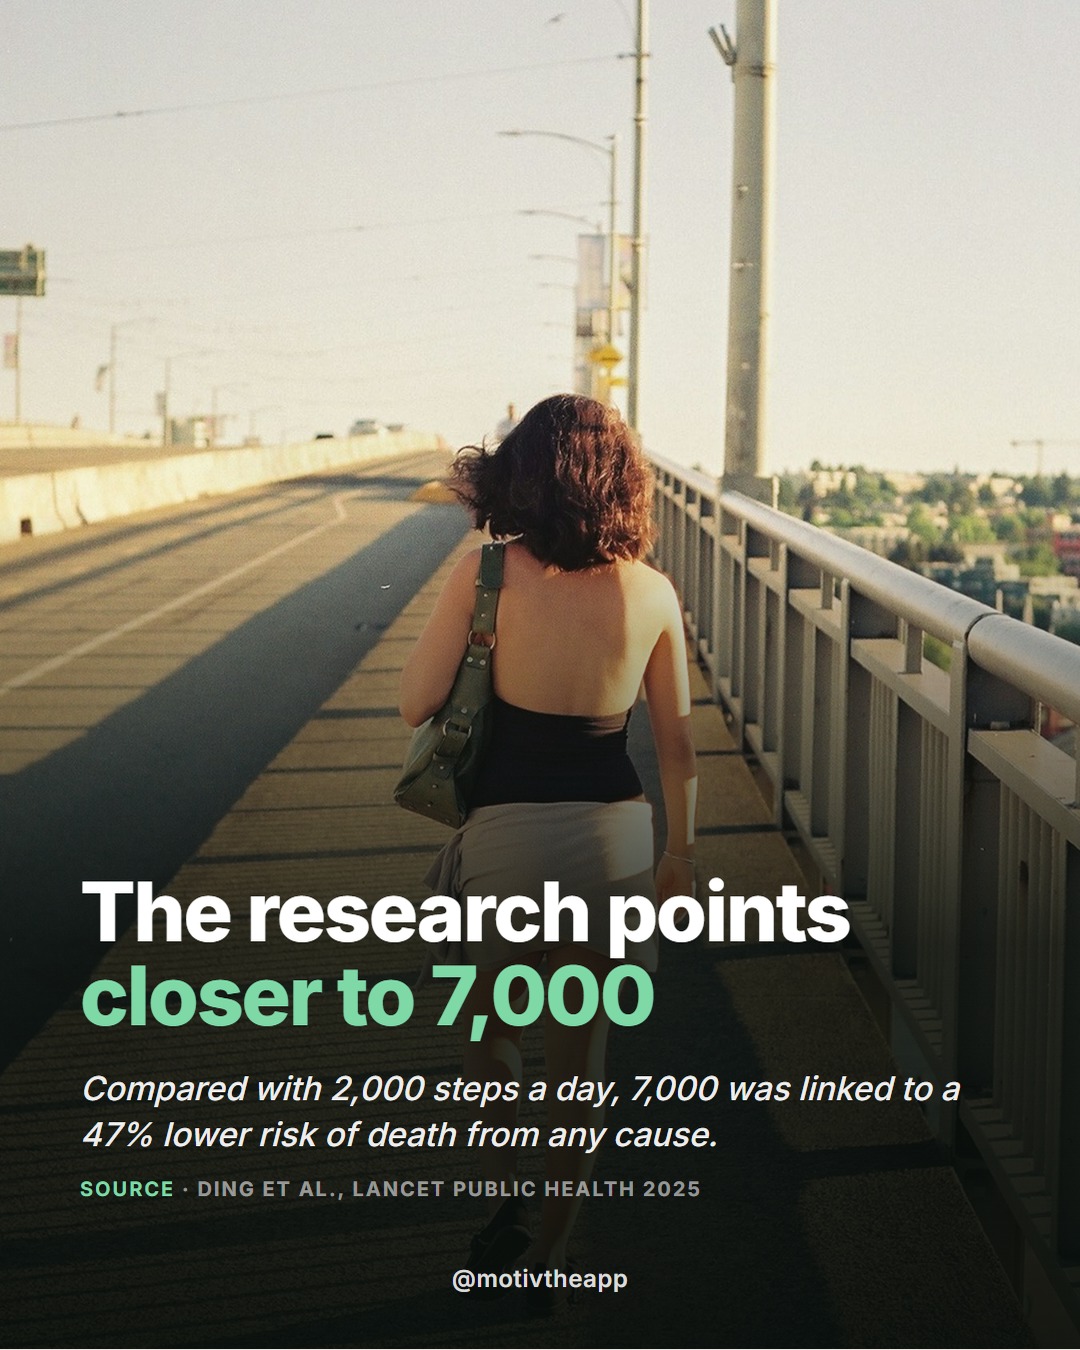 The research points
closer to 7,000
Compared with 2,000 steps a day, 7,000 was linked to a
47% lower risk of death from any cause.
SOURCE · DING ET AL., LANCET PUBLIC HEALTH 2025
@motivtheapp